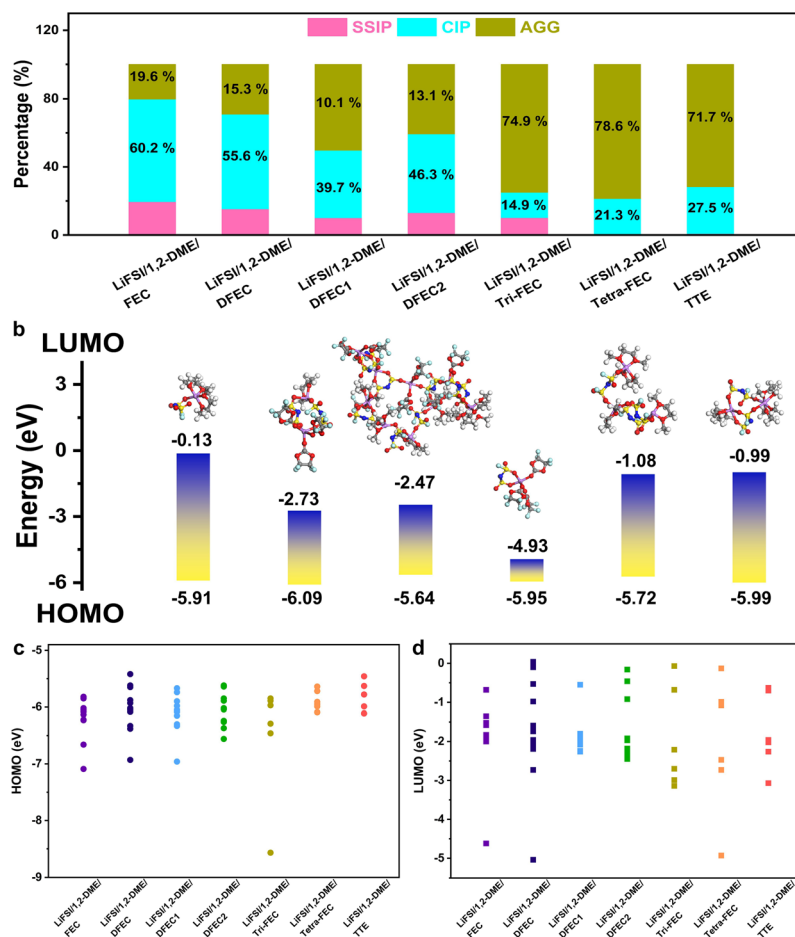 SSIP CIP AGG
120
80
40
0
Percentage (%)
19.6 %
60.2 %
15.3 %
55.6 %
10.1 %
39.7 %
13.1 %
46.3 %
74.9 %
14.9 %
78.6 %
21.3 %
71.7 %
27.5 %
LiFSI/1,2-DME/
FEC
LiFSI/1,2-DME/
DFEC
LiFSI/1,2-DME/
DFEC1
LiFSI/1,2-DME/
DFEC2
LiFSI/1,2-DME/
Tri-FEC
LiFSI/1,2-DME/
Tetra-FEC
LiFSI/1,2-DME/
TTE
b
LUMO
3
0
-3
-6
Energy (eV)
-0.13
-2.73
-2.47
-4.93
-1.08
-0.99
-5.91
-6.09
-5.64
-5.95
-5.72
-5.99
HOMO
c
-5
-6
-7
-8
-9
HOMO (eV)
LiFSI/1,2-DME/
FEC
LiFSI/1,2-DME/
DFEC
LiFSI/1,2-DME/
DFEC1
LiFSI/1,2-DME/
DFEC2
LiFSI/1,2-DME/
Tri-FEC
LiFSI/1,2-DME/
Tetra-FEC
LiFSI/1,2-DME/
TTE
d
0
-1
-2
-3
-4
-5
LUMO (eV)
LiFSI/1,2-DME/
FEC
LiFSI/1,2-DME/
DFEC
LiFSI/1,2-DME/
DFEC1
LiFSI/1,2-DME/
DFEC2
LiFSI/1,2-DME/
Tri-FEC
LiFSI/1,2-DME/
Tetra-FEC
LiFSI/1,2-DME/
TTE